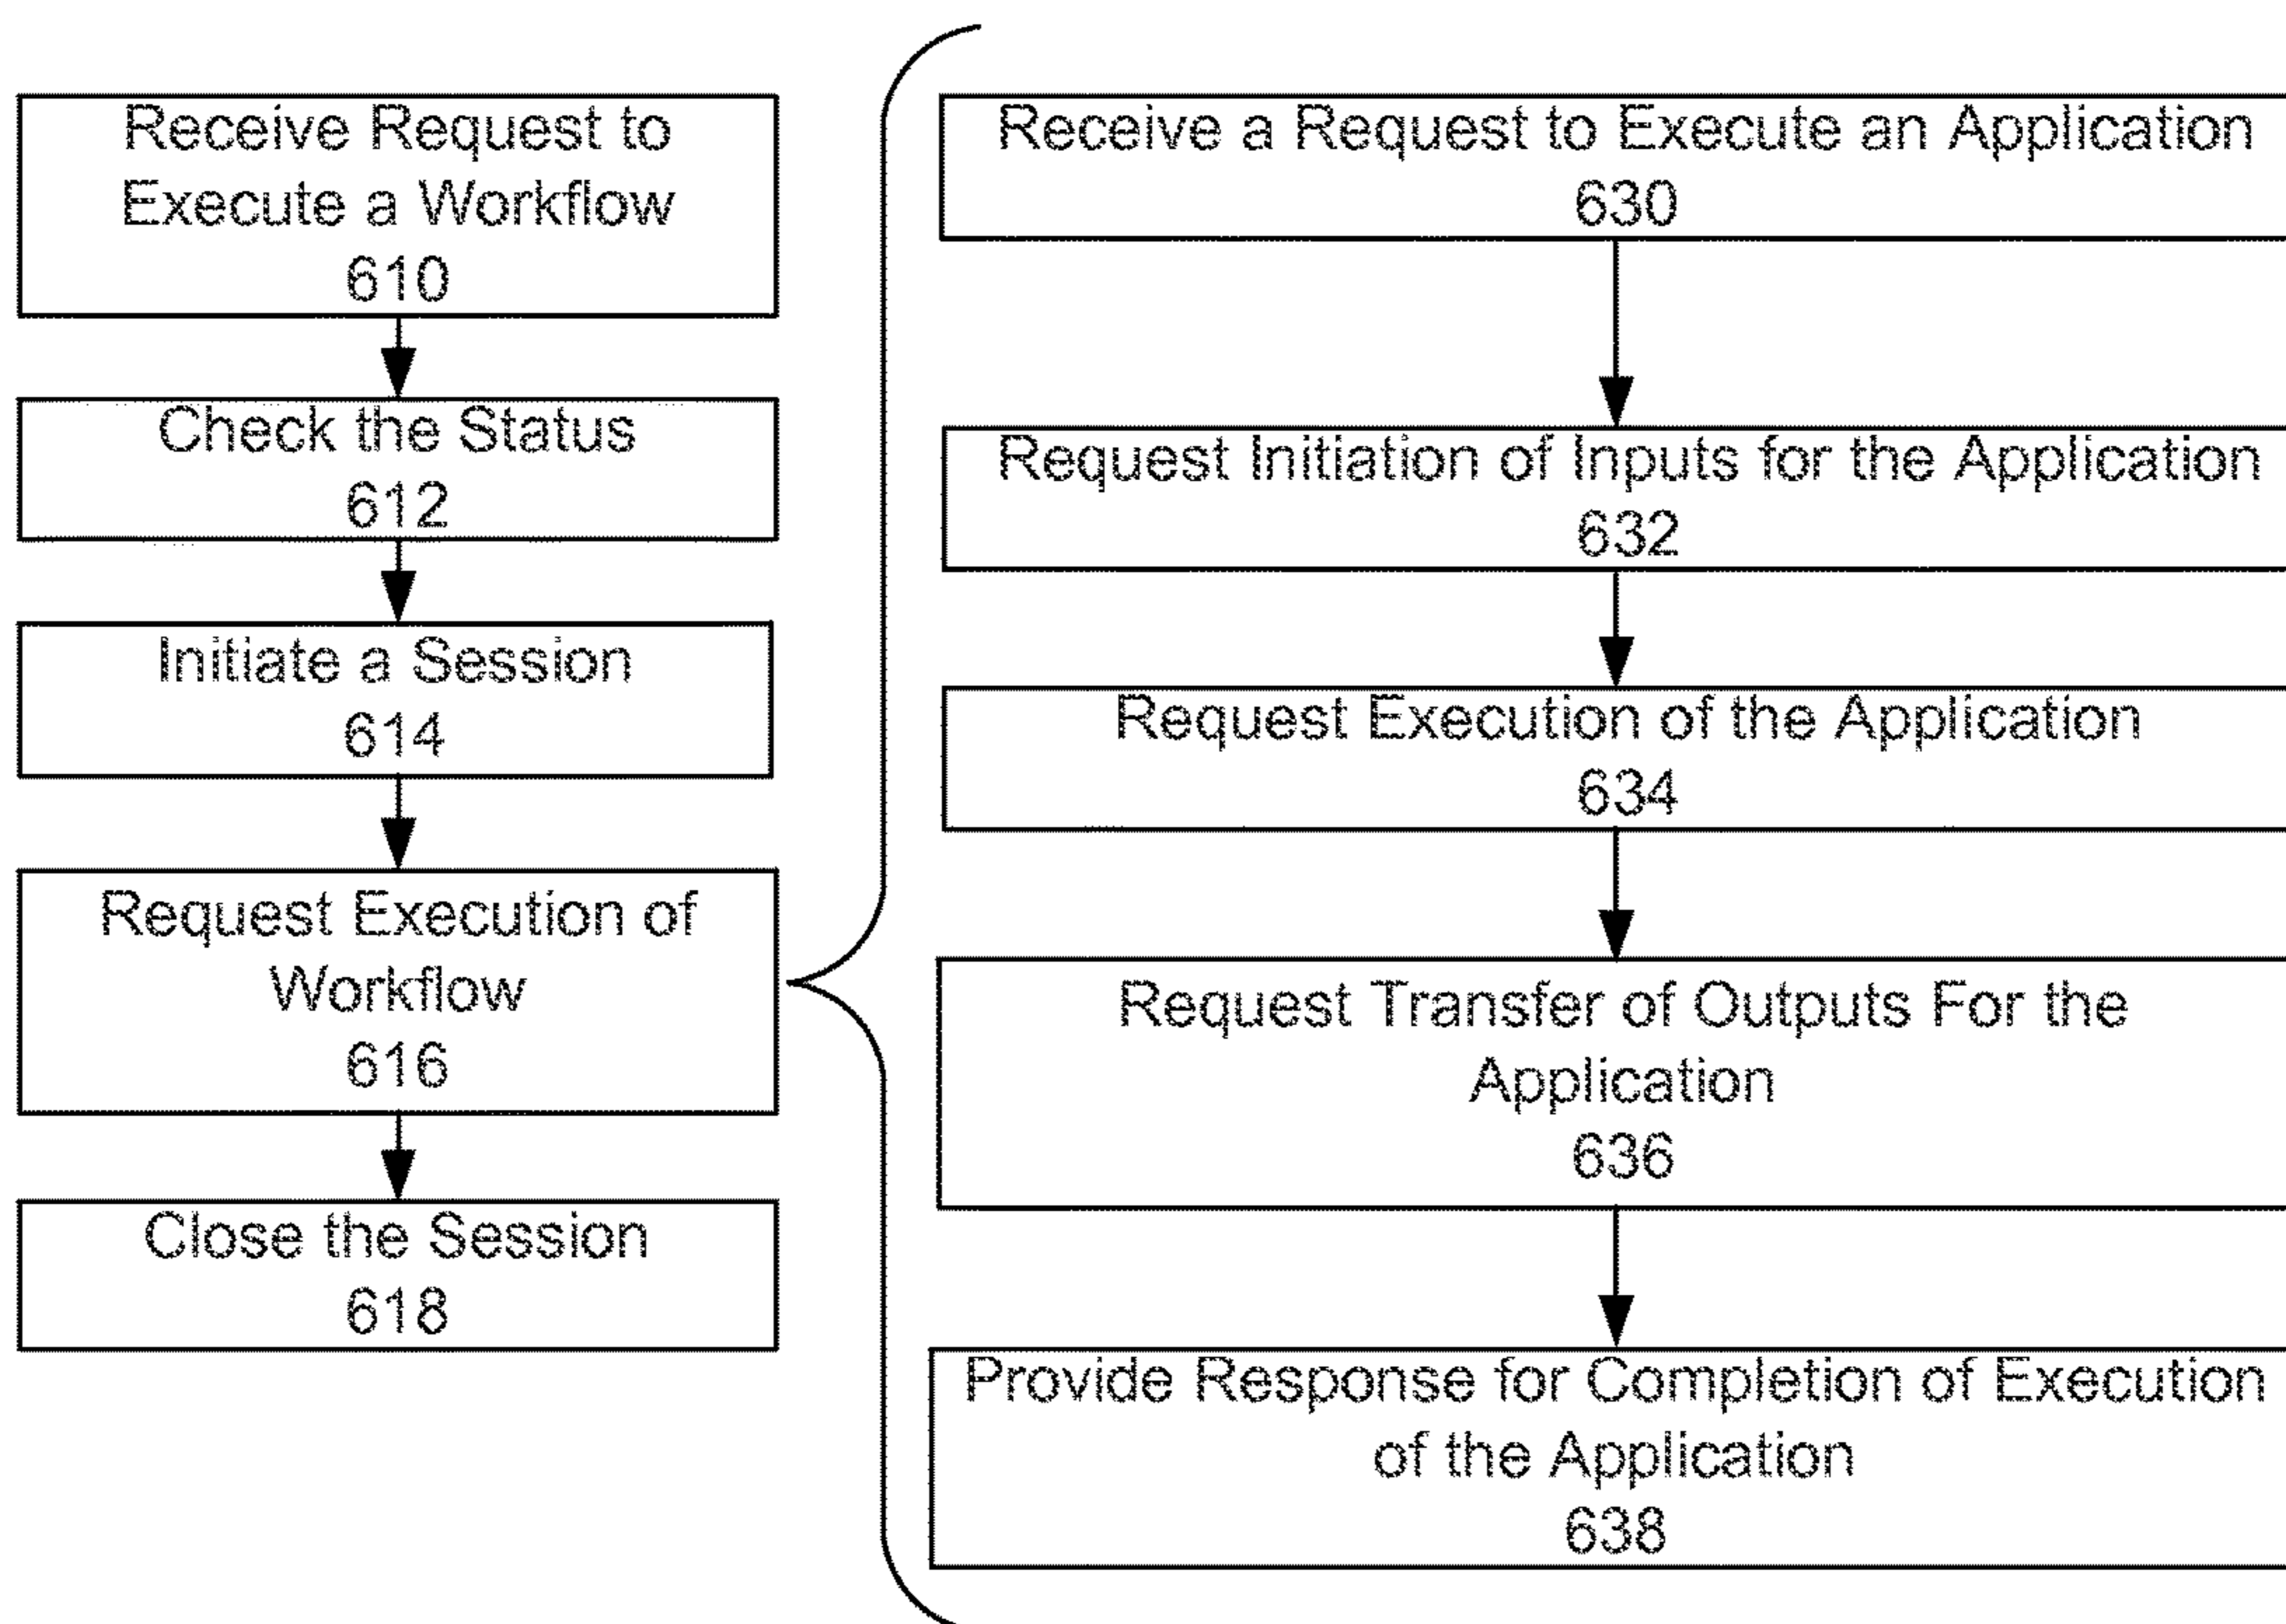 Receive Request to
Execute a Workflow
610
Check the Status
612
Initiate a Session
614
Request Execution of
Workflow
616
Close the Session
618
Receive a Request to Execute an Application
630
Request Initiation of Inputs for the Application
632
Request Execution of the Application
634
Request Transfer of Outputs For the
Application
636
Provide Response for Completion of Execution
of the Application
638